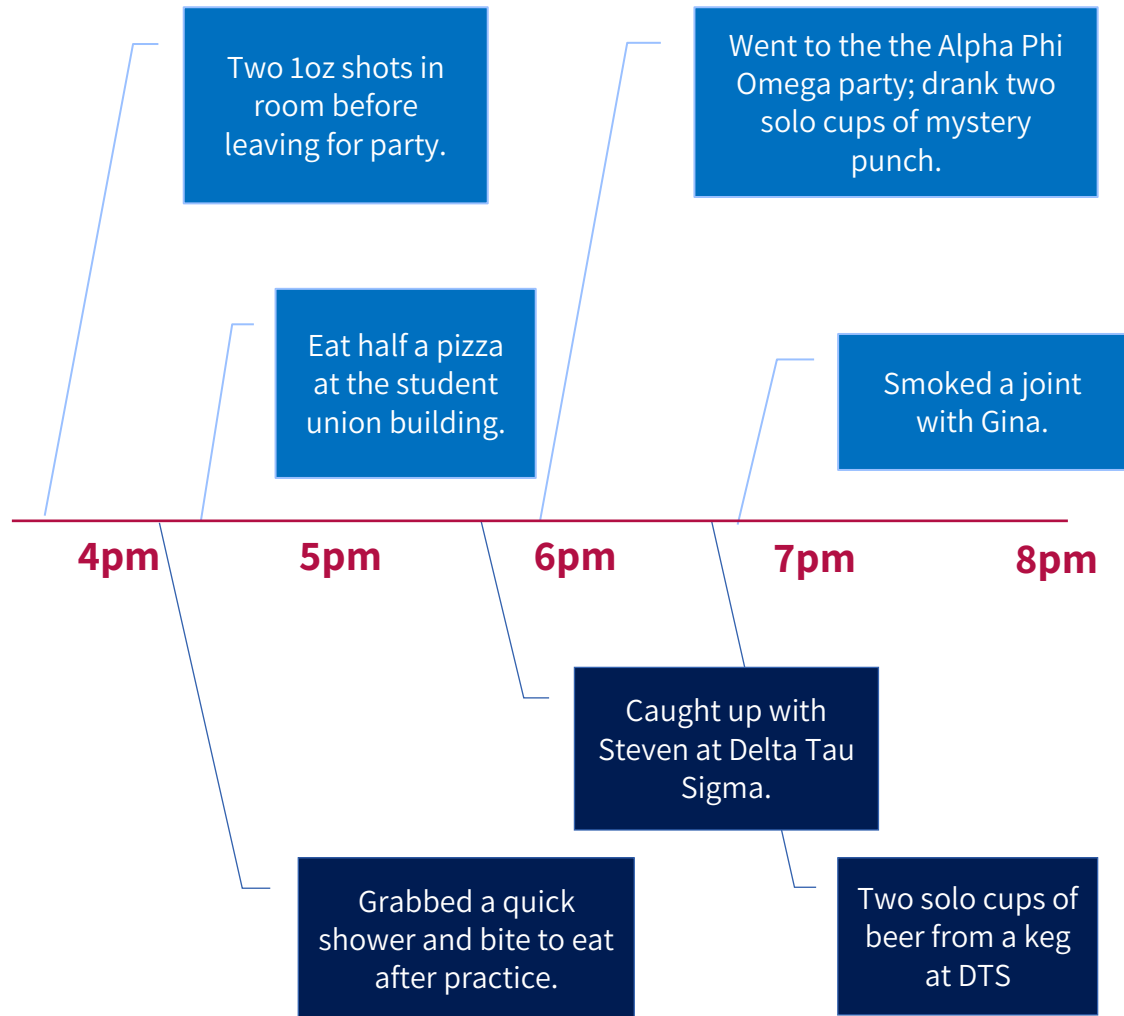 Two 1oz shots in
room before
leaving for party.
Went to the the Alpha Phi
Omega party; drank two
solo cups of mystery
punch.
Eat half a pizza
at the student
union building.
Smoked a joint
with Gina.
4pm
5pm
6pm
7pm
8pm
Caught up with
Steven at Delta Tau
Sigma.
Grabbed a quick
shower and bite to eat
after practice.
Two solo cups of
beer from a keg
at DTS